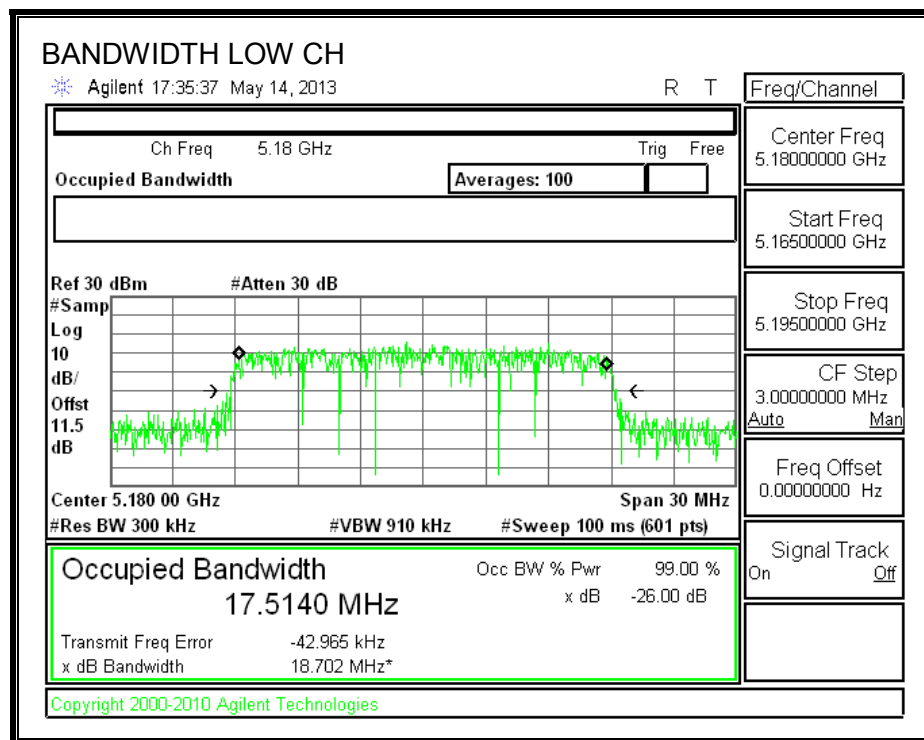 BANDWIDTH LOW CH
Agilent 17:35:37 May 14, 2013 R T
Freq/Channel
Ch Freq 5.18 GHz Trig Free
Occupied Bandwidth Averages: 100
Center Freq
5.18000000 GHz
Start Freq
5.16500000 GHz
Stop Freq
5.19500000 GHz
CF Step
3.00000000 MHz
Auto Man
Freq Offset
0.00000000 Hz
Signal Track
On Off
Ref 30 dBm #Atten 30 dB
#Samp
Log
10
dB/
Offst
11.5
dB
Center 5.180 00 GHz Span 30 MHz
#Res BW 300 kHz #VBW 910 kHz #Sweep 100 ms (601 pts)
Occupied Bandwidth Occ BW % Pwr 99.00 %
17.5140 MHz x dB -26.00 dB
Transmit Freq Error -42.965 kHz
x dB Bandwidth 18.702 MHz*
Copyright 2000-2010 Agilent Technologies